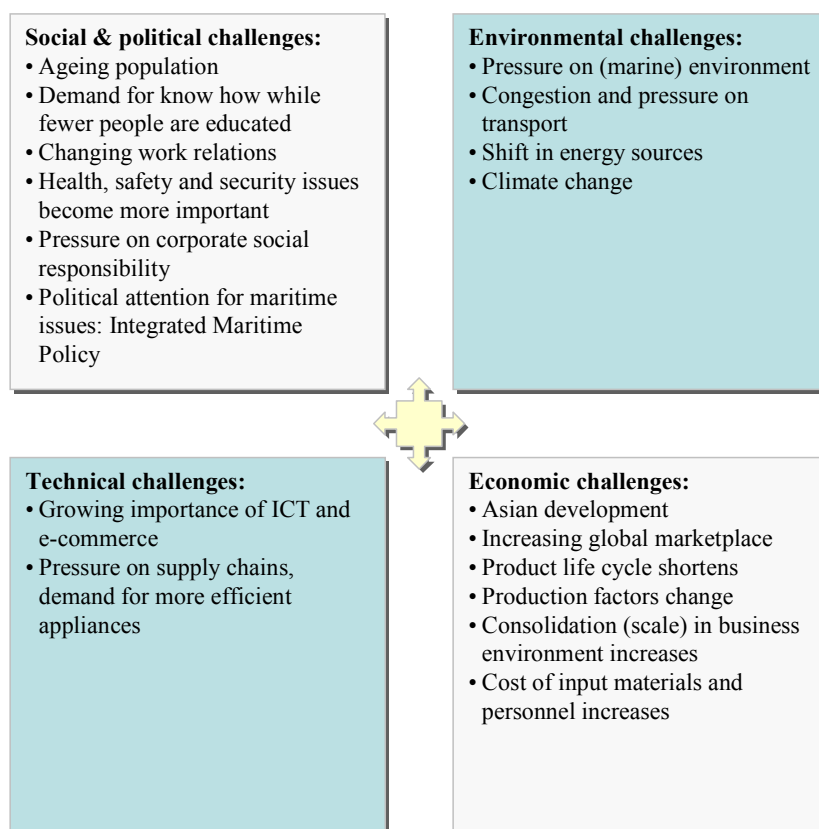 Social & political challenges:
• Ageing population
• Demand for know how while
fewer people are educated
• Changing work relations
• Health, safety and security issues
become more important
• Pressure on corporate social
responsibility
• Political attention for maritime
issues: Integrated Maritime
Policy
Environmental challenges:
• Pressure on (marine) environment
• Congestion and pressure on
transport
• Shift in energy sources
• Climate change
Technical challenges:
• Growing importance of ICT and
e-commerce
• Pressure on supply chains,
demand for more efficient
appliances
Economic challenges:
• Asian development
• Increasing global marketplace
• Product life cycle shortens
• Production factors change
• Consolidation (scale) in business
environment increases
• Cost of input materials and
personnel increases